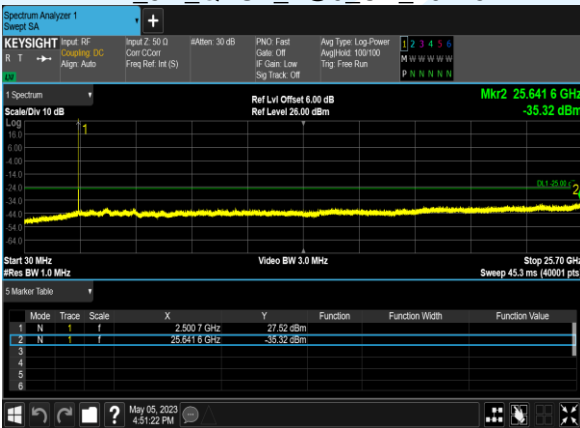 Spectrum Analyzer 1
Swept SA
+
KEYSIGHT Input: RF Input Z: 50 Ω #Atten: 30 dB PNO: Fast Avg Type: Log-Power 1 2 3 4 5 6
R T Coupling: DC Corr CCorr Gate: Off Avg|Hold: 100/100 M W W W W W
Align: Auto Freq Ref: Int (S) IF Gain: Low Trig: Free Run
Sig Track: Off P N N N N N
LW
1 Spectrum
Ref Lvl Offset 6.00 dB Mkr2 25.641 6 GHz
Scale/Div 10 dB Ref Level 26.00 dBm -35.32 dBm
Log
1
16.0
6.00
-4.00
-14.0
-24.0
DL1 -25.00
2
-34.0
-44.0
-54.0
-64.0
Start 30 MHz Video BW 3.0 MHz Stop 25.70 GHz
#Res BW 1.0 MHz Sweep 45.3 ms (40001 pts
5 Marker Table
Mode Trace Scale X Y Function Function Width Function Value
1 N 1 f 2.500 7 GHz 27.52 dBm
2 N 1 f 25.641 6 GHz -35.32 dBm
3
4
5
6
? May 05, 2023
4:51:22 PM